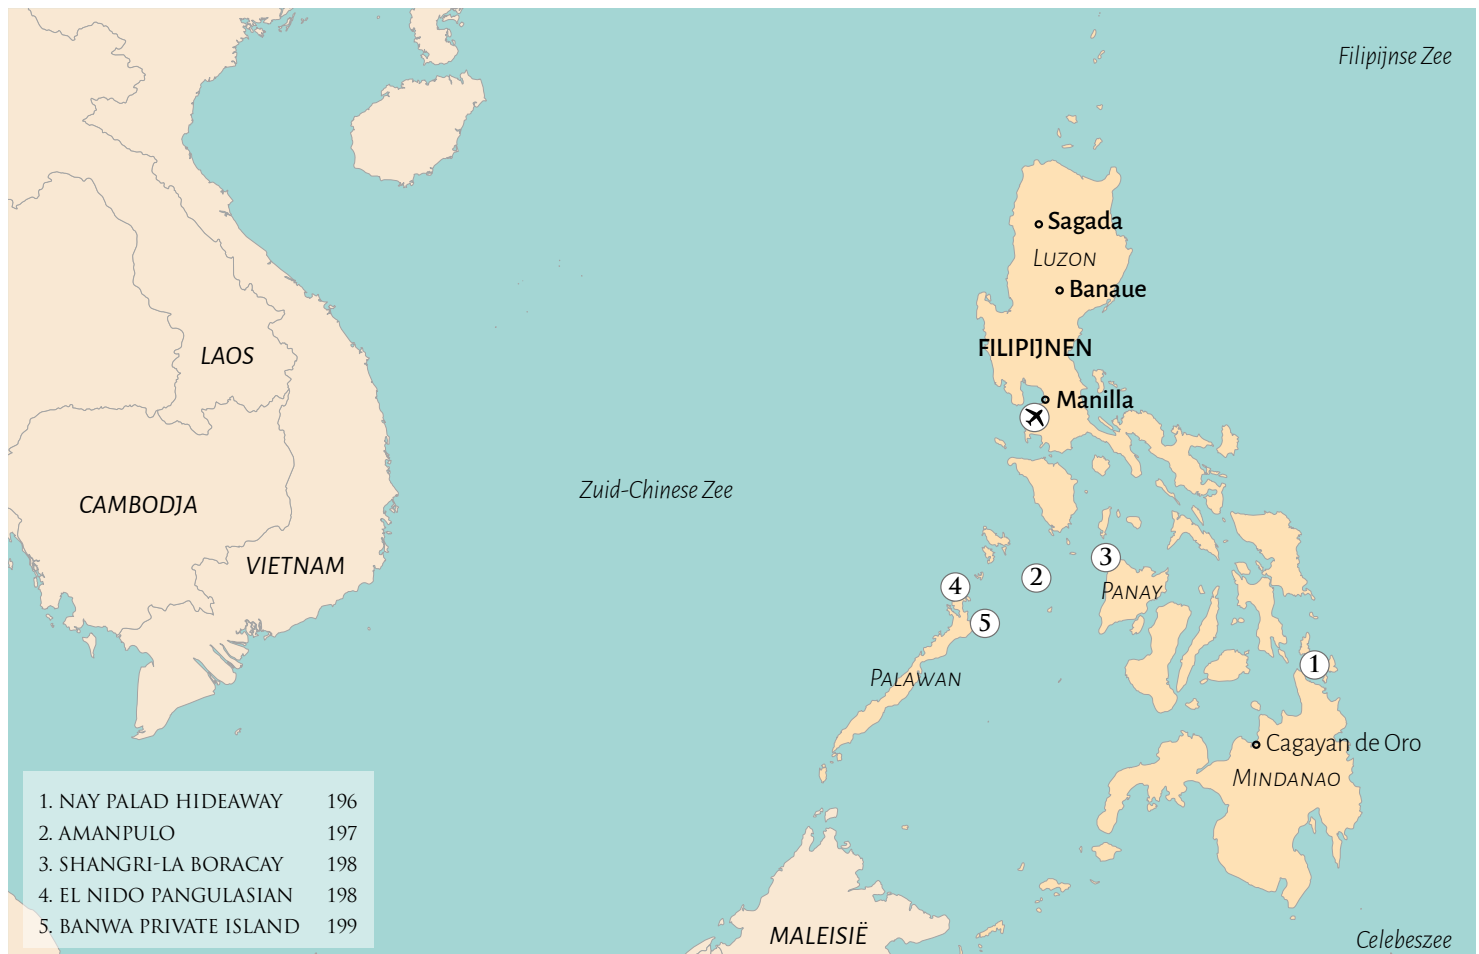 Filipijnse Zee
Sagada
LUZON
Banaue
FILIPIJNEN
LAOS
Manilla
Zuid-Chinese Zee
CAMBODJA
VIETNAM
3
2
4
PANAY
5
1
PALAWAN
Cagayan de Oro
MINDANAO
1. NAY PALAD HIDEAWAY 196
2. AMANPULO 197
3. SHANGRI-LA BORACAY 198
4. EL NIDO PANGULASIAN 198
5. BANWA PRIVATE ISLAND 199
MALEISIË
Celebeszee